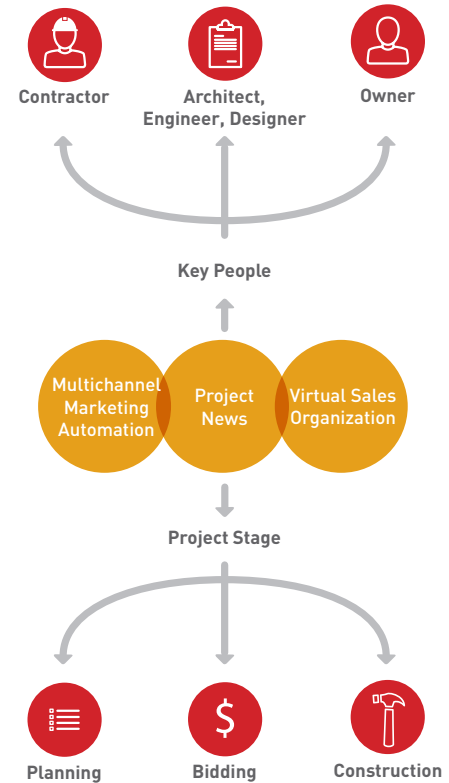 Contractor
Architect,
Engineer, Designer
Owner
Key People
Multichannel
Marketing
Automation
Project
News
Virtual Sales
Organization
Project Stage
$
Planning
Bidding
Construction